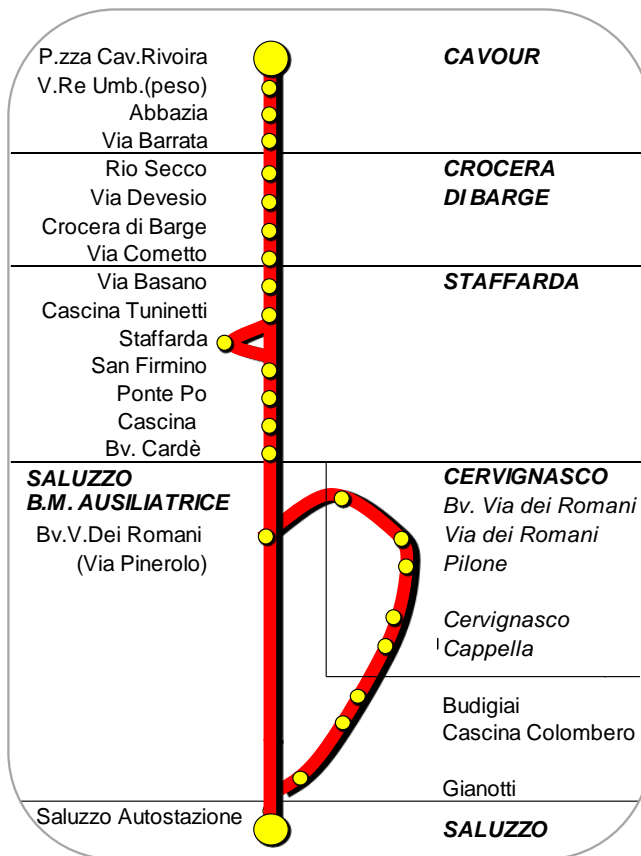 P.zza Cav.Rivoira
CAVOUR
V.Re Umb.(peso)
Abbazia
Via Barrata
Rio Secco
CROCERA
Via Devesio
DI BARGE
Crocera di Barge
Via Cometto
Via Basano
STAFFARDA
Cascina Tuninetti
Staffarda
San Firmino
Ponte Po
Cascina
Bv. Cardè
SALUZZO
B.M. AUSILIATRICE
Bv.V.Dei Romani
(Via Pinerolo)
CERVIGNASCO
Bv. Via dei Romani
Via dei Romani
Pilone
Cervignasco
Cappella
Budigiai
Cascina Colombero
Gianotti
Saluzzo Autostazione
SALUZZO